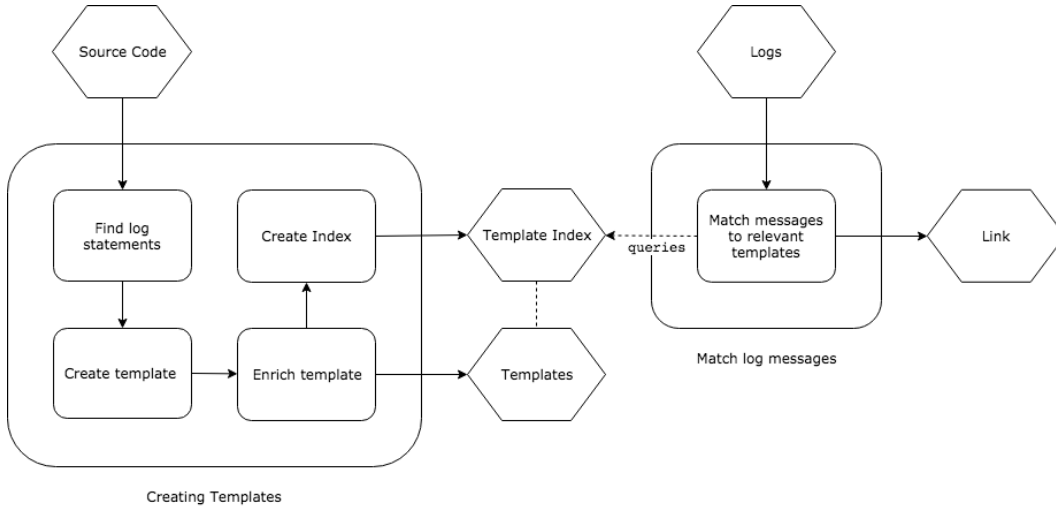 Source Code
Logs
Find log
statements
Create Index
Template Index
queries
Match messages
to relevant
templates
Link
Create template
Enrich template
Templates
Match log messages
Creating Templates